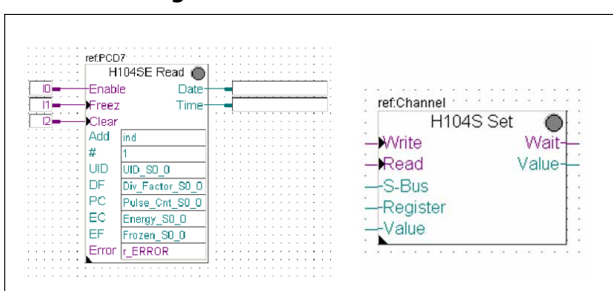 ref:PCD7
H104SE Read
I0 Enable Date
I1 Freez Time
I2 Clear
Add ind
# 1
UID UID_S0_0
DF Div_Factor_S0_0
PC Pulse_Cnt_S0_0
EC Energy_S0_0
EF Frozen_S0_0
Error r_ERROR
ref:Channel
H104S Set
Write Wait
Read Value
S-Bus
Register
Value